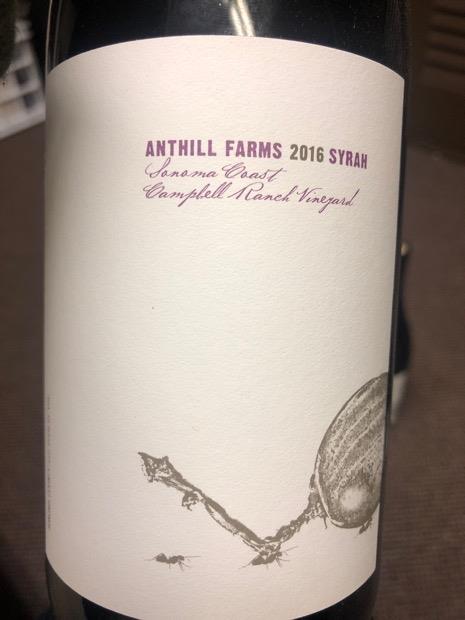 ANTHILL FARMS 2016 SYRAH
Sonoma Coast
Campbell Ranch Vineyard